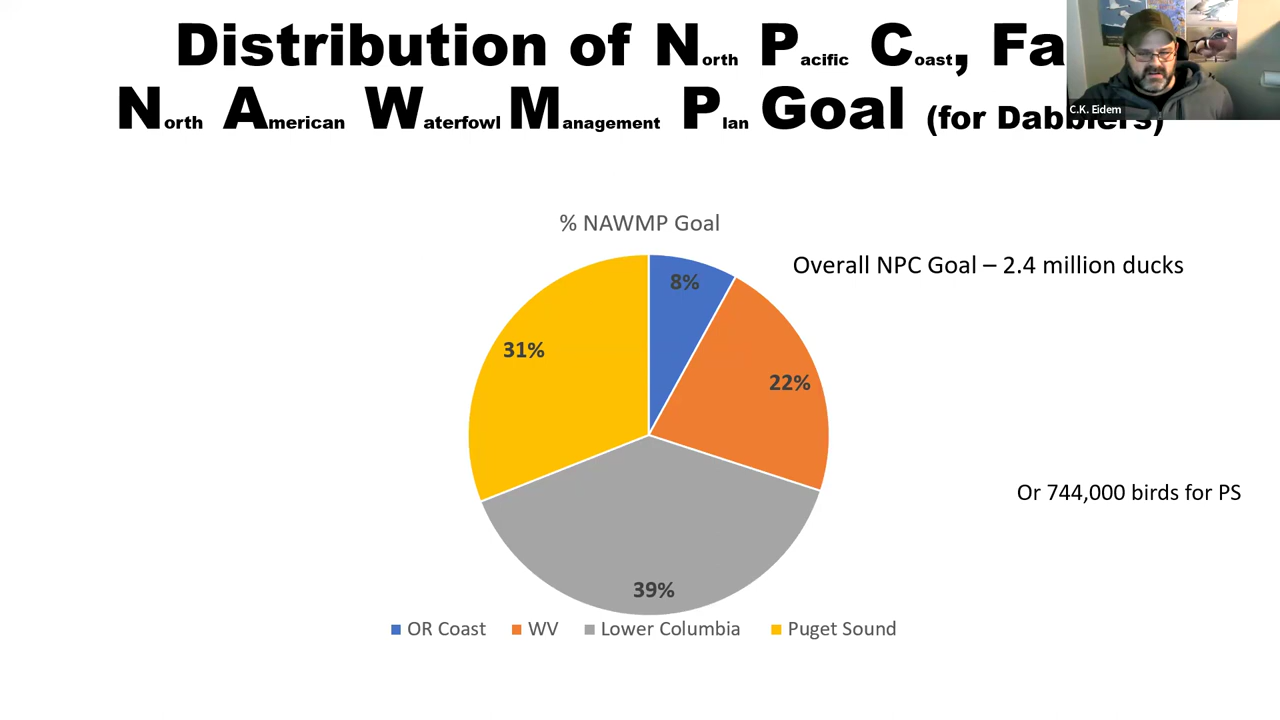 Distribution of North Pacific Coast, Fa
North American Waterfowl Management Plan Goal (for Dabblers)
C.K. Eidem
% NAWMP Goal
Overall NPC Goal – 2.4 million ducks
8%
31%
22%
Or 744,000 birds for PS
39%
OR Coast WV Lower Columbia Puget Sound